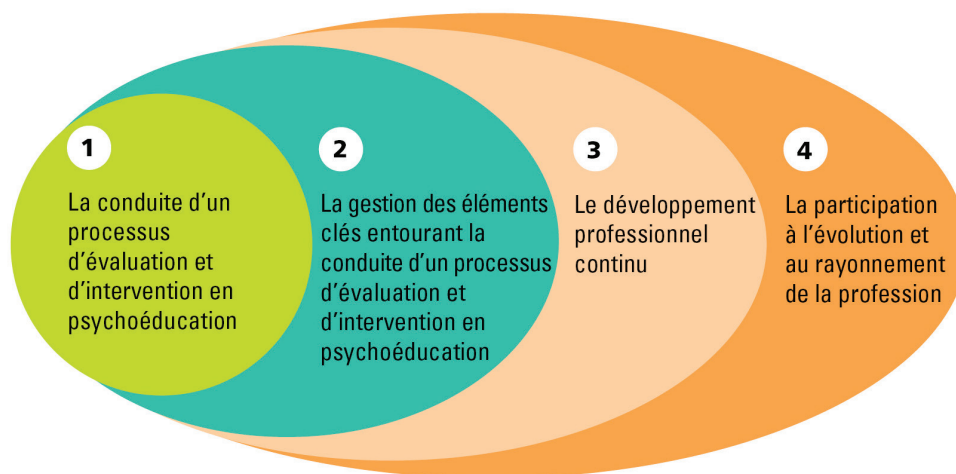 1
La conduite d'un
processus
d'évaluation et
d'intervention en
psychoéducation
2
La gestion des éléments
clés entourant la
conduite d'un processus
d'évaluation et
d'intervention en
psychoéducation
3
Le développement
professionnel
continu
4
La participation
à l'évolution et
au rayonnement
de la profession